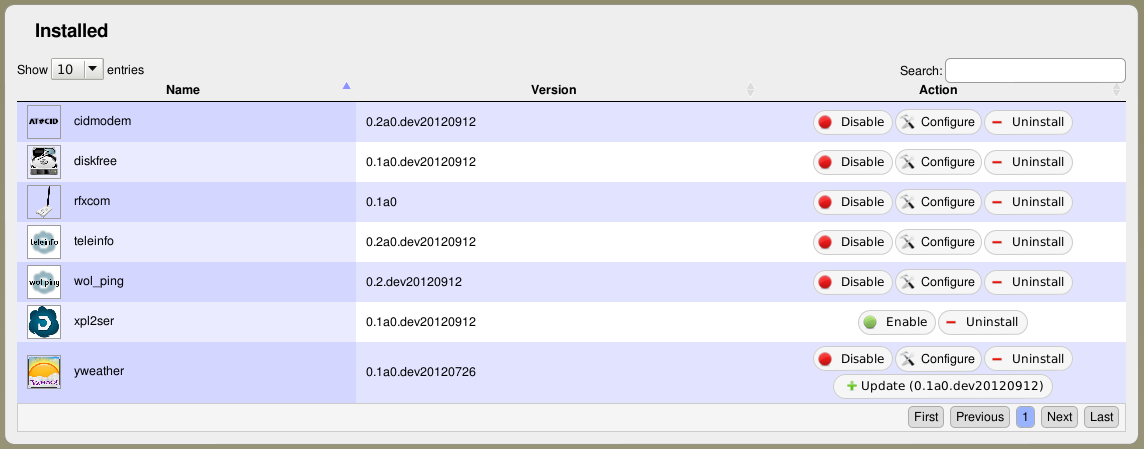 Installed
Show 10 entries Search:
Name Version Action
AT♯CID cidmodem 0.2a0.dev20120912 Disable Configure Uninstall
diskfree 0.1a0.dev20120912 Disable Configure Uninstall
rfxcom 0.1a0 Disable Configure Uninstall
teleinfo teleinfo 0.2a0.dev20120912 Disable Configure Uninstall
wol ping wol_ping 0.2.dev20120912 Disable Configure Uninstall
xpl2ser 0.1a0.dev20120912 Enable Uninstall
YAHOO! yweather 0.1a0.dev20120726 Disable Configure Uninstall
Update (0.1a0.dev20120912)
First Previous 1 Next Last